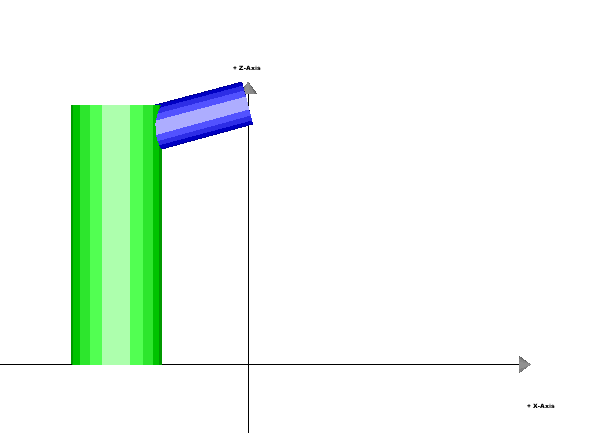 + Z-Axis
+ X-Axis